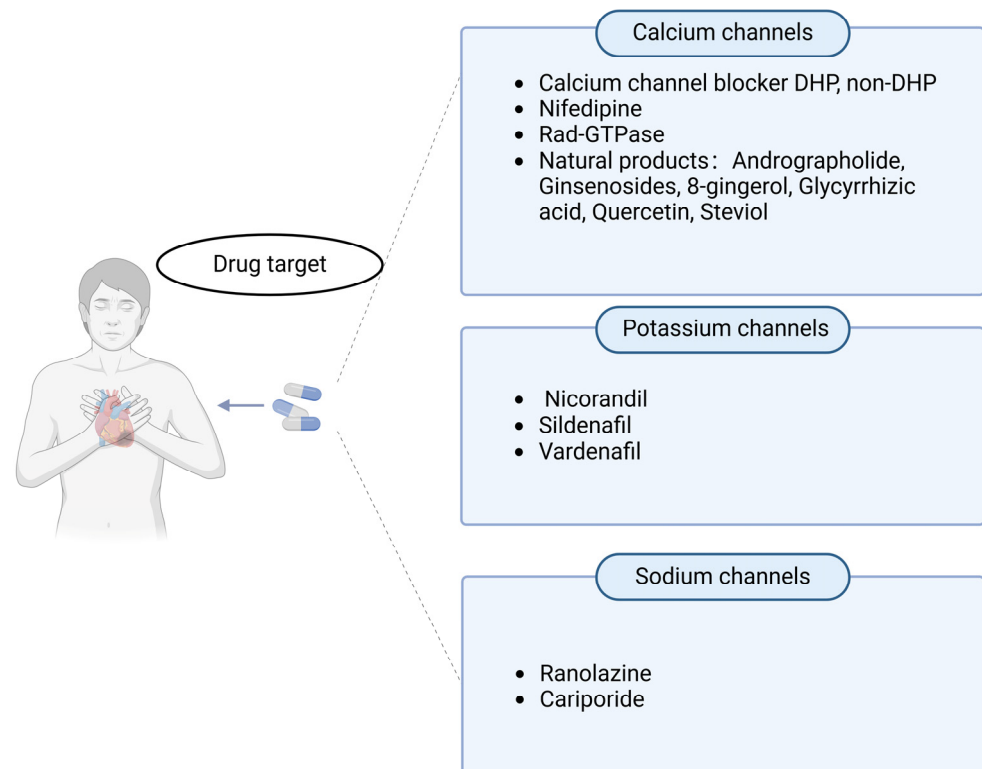 Calcium channels
• Calcium channel blocker DHP, non-DHP
• Nifedipine
• Rad-GTPase
• Natural products： Andrographolide,
Ginsenosides, 8-gingerol, Glycyrrhizic
acid, Quercetin, Steviol
Drug target
Potassium channels
• Nicorandil
• Sildenafil
• Vardenafil
Sodium channels
• Ranolazine
• Cariporide